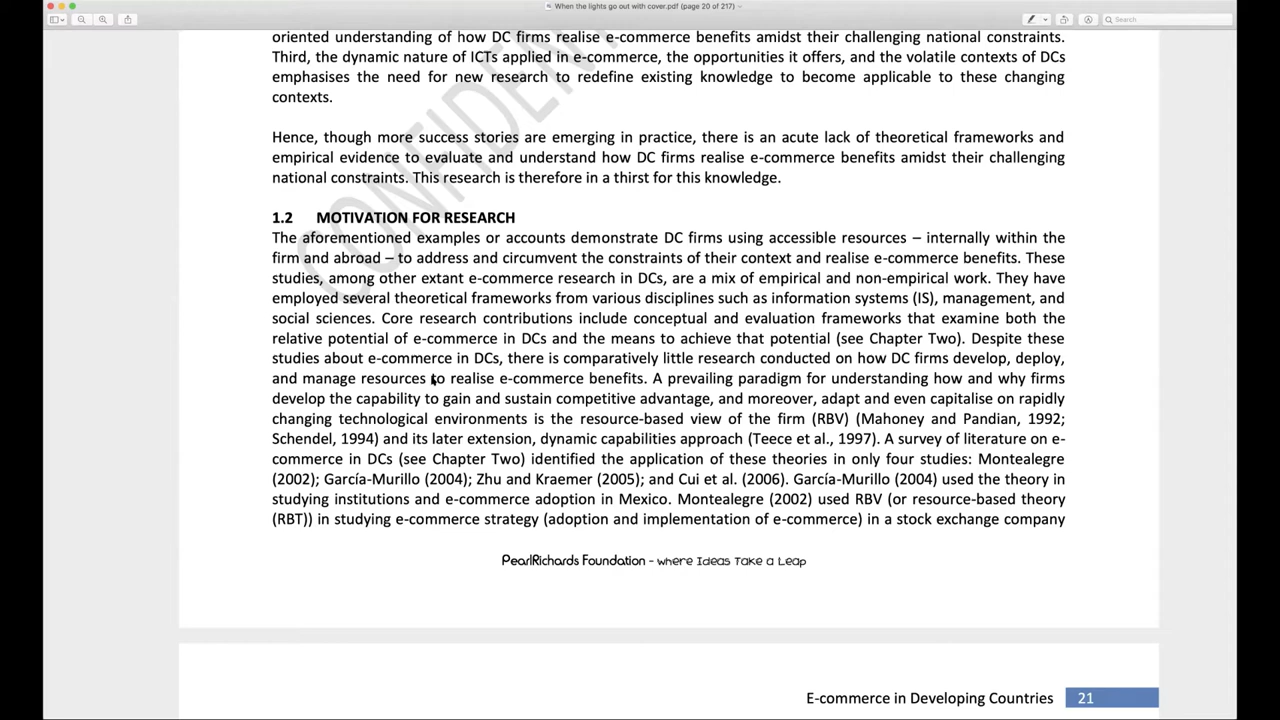 When the lights go out with cover.pdf (page 20 of 217)
Search
oriented understanding of how DC firms realise e-commerce benefits amidst their challenging national constraints.
Third, the dynamic nature of ICTs applied in e-commerce, the opportunities it offers, and the volatile contexts of DCs
emphasises the need for new research to redefine existing knowledge to become applicable to these changing
contexts.
Hence, though more success stories are emerging in practice, there is an acute lack of theoretical frameworks and
empirical evidence to evaluate and understand how DC firms realise e-commerce benefits amidst their challenging
national constraints. This research is therefore in a thirst for this knowledge.
1.2 MOTIVATION FOR RESEARCH
The aforementioned examples or accounts demonstrate DC firms using accessible resources – internally within the
firm and abroad – to address and circumvent the constraints of their context and realise e-commerce benefits. These
studies, among other extant e-commerce research in DCs, are a mix of empirical and non-empirical work. They have
employed several theoretical frameworks from various disciplines such as information systems (IS), management, and
social sciences. Core research contributions include conceptual and evaluation frameworks that examine both the
relative potential of e-commerce in DCs and the means to achieve that potential (see Chapter Two). Despite these
studies about e-commerce in DCs, there is comparatively little research conducted on how DC firms develop, deploy,
and manage resources to realise e-commerce benefits. A prevailing paradigm for understanding how and why firms
develop the capability to gain and sustain competitive advantage, and moreover, adapt and even capitalise on rapidly
changing technological environments is the resource-based view of the firm (RBV) (Mahoney and Pandian, 1992;
Schendel, 1994) and its later extension, dynamic capabilities approach (Teece et al., 1997). A survey of literature on e-
commerce in DCs (see Chapter Two) identified the application of these theories in only four studies: Montealegre
(2002); García-Murillo (2004); Zhu and Kraemer (2005); and Cui et al. (2006). García-Murillo (2004) used the theory in
studying institutions and e-commerce adoption in Mexico. Montealegre (2002) used RBV (or resource-based theory
(RBT)) in studying e-commerce strategy (adoption and implementation of e-commerce) in a stock exchange company
PearlRichards Foundation - where Ideas Take a Leap
E-commerce in Developing Countries 21
CONFIDEN